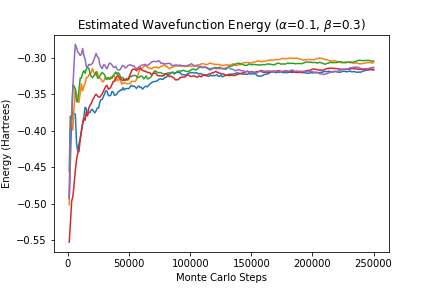 Estimated Wavefunction Energy (α=0.1, β=0.3)
Energy (Hartrees)
−0.30
−0.35
−0.40
−0.45
−0.50
−0.55
0 50000 100000 150000 200000 250000
Monte Carlo Steps